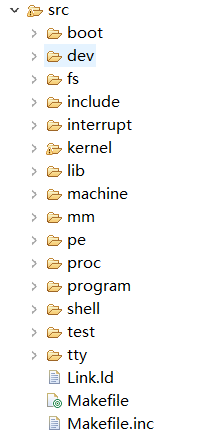 src
boot
dev
fs
include
interrupt
kernel
lib
machine
mm
pe
proc
program
shell
test
tty
Link.ld
Makefile
Makefile.inc